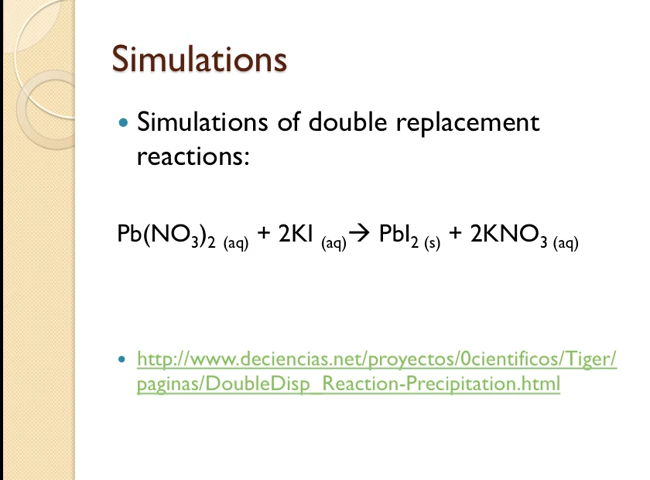 Simulations
• Simulations of double replacement
reactions:
Pb(NO₃)₂ (aq) + 2KI (aq)→ PbI₂ (s) + 2KNO₃ (aq)
• http://www.deciencias.net/proyectos/0cientificos/Tiger/
paginas/DoubleDisp_Reaction-Precipitation.html